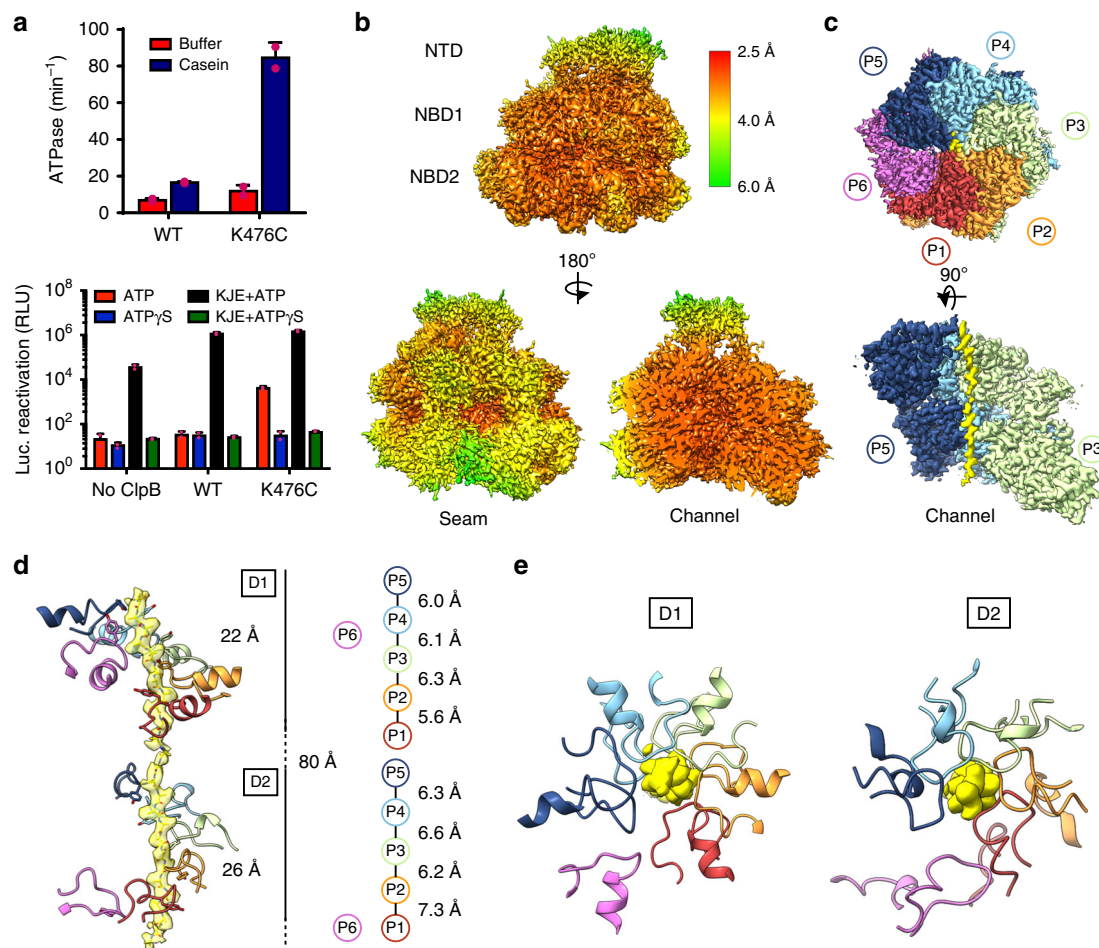 a
ATPase (min⁻¹)
100
80
60
40
20
0
Buffer
Casein
WT
K476C
Luc. reactivation (RLU)
10⁸
10⁶
10⁴
10²
10⁰
ATP
KJE+ATP
ATPγS
KJE+ATPγS
No ClpB
WT
K476C
b
NTD
NBD1
NBD2
2.5 Å
4.0 Å
6.0 Å
180°
Seam
Channel
c
P5
P4
P3
P6
P2
P1
90°
P5
P3
Channel
d
D1
22 Å
D2
80 Å
26 Å
P5
6.0 Å
P4
P6
6.1 Å
P3
6.3 Å
P2
5.6 Å
P1
P5
6.3 Å
P4
6.6 Å
P3
6.2 Å
P2
7.3 Å
P6
P1
e
D1
D2